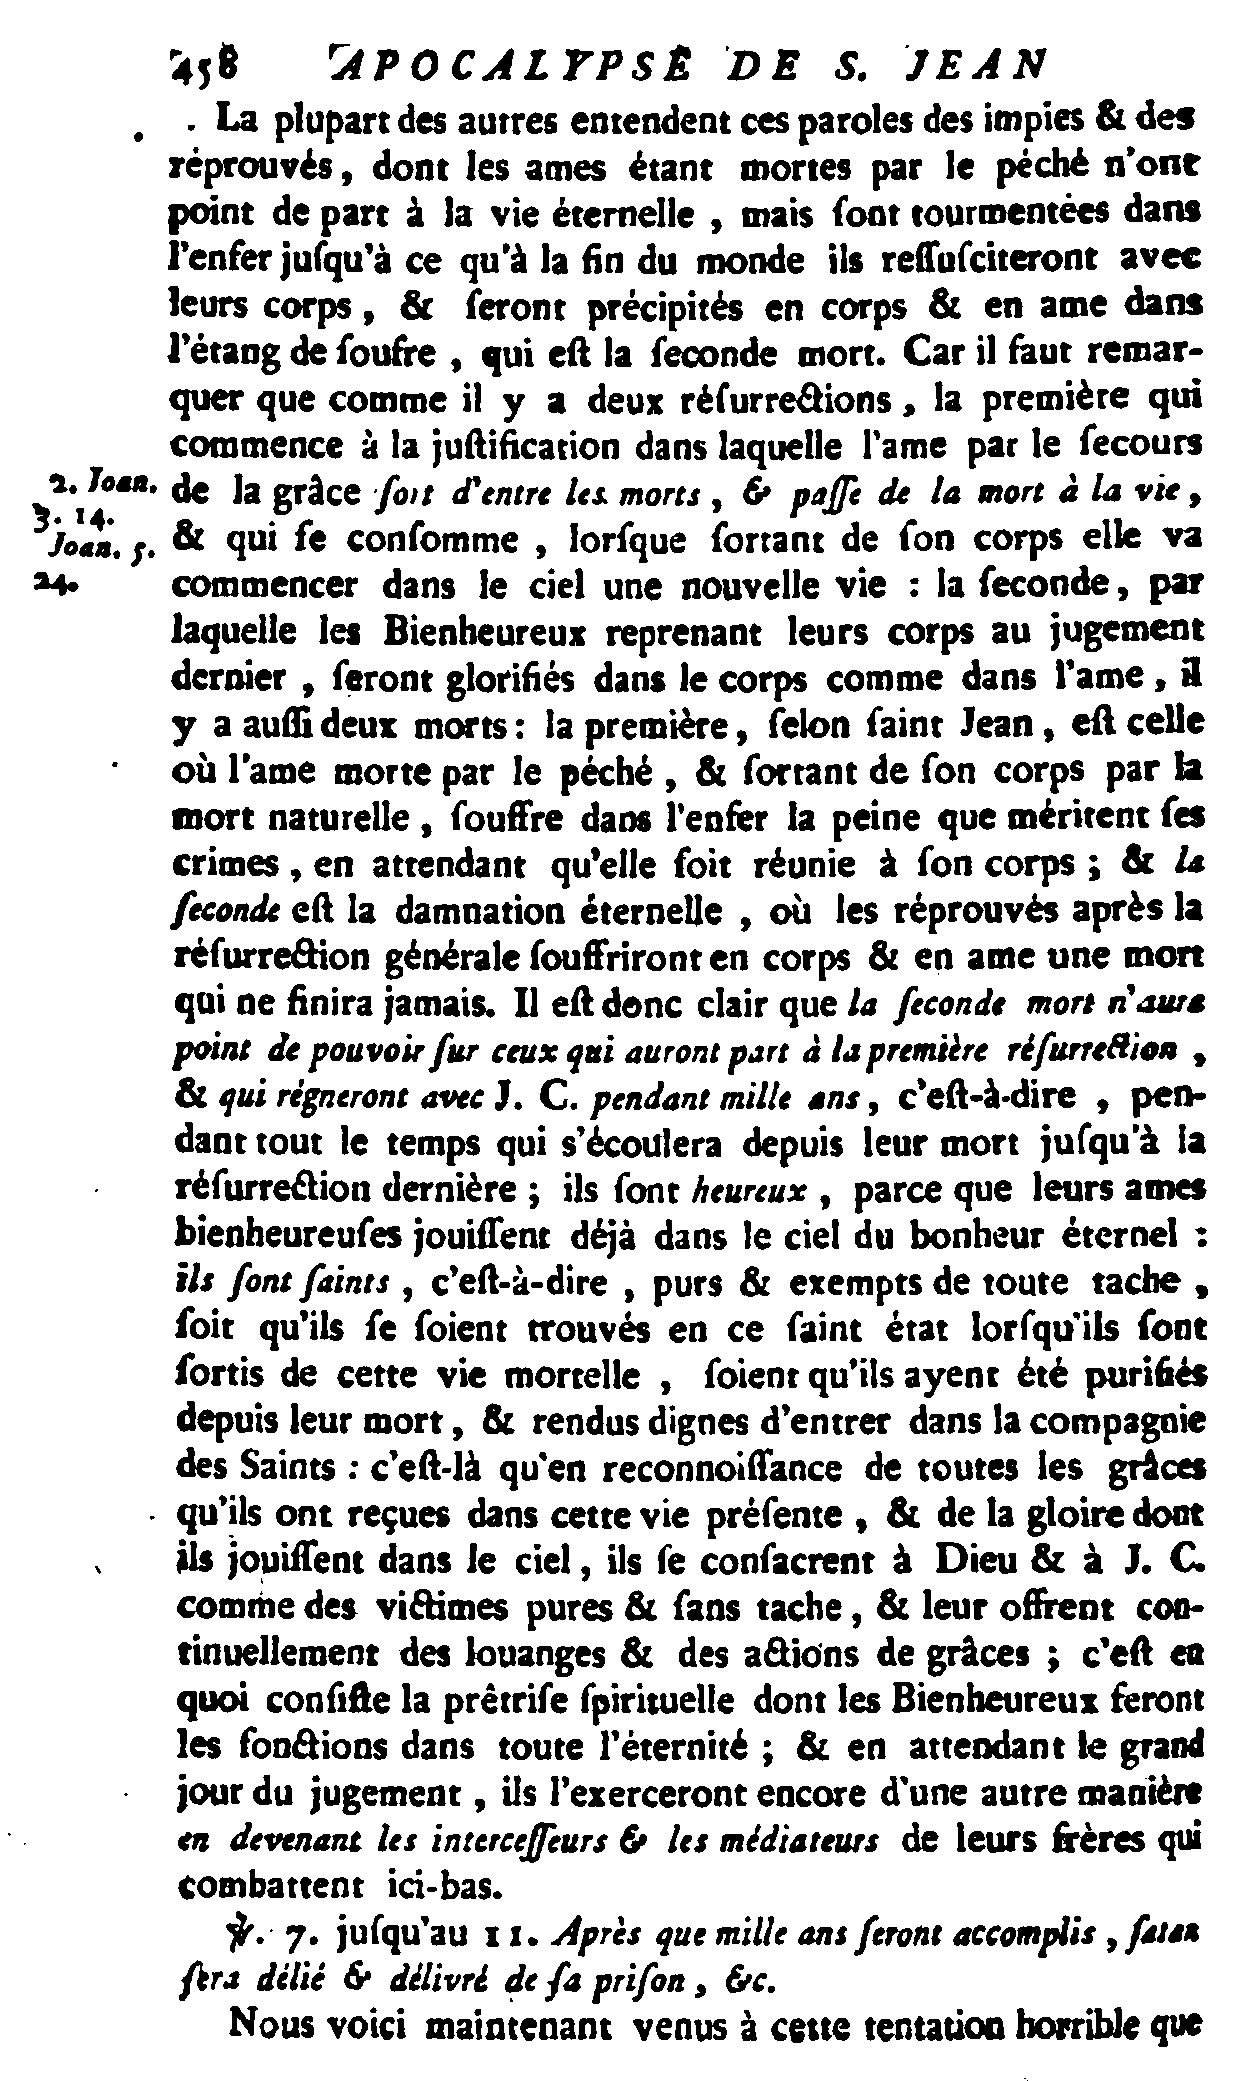 458 APOCALYPSE DE S. JEAN
La plupart des autres entendent ces paroles des impies & des
réprouvés, dont les ames étant mortes par le péché n'ont
point de part à la vie éternelle, mais ſont tourmentées dans
l'enfer juſqu'à ce qu'à la fin du monde ils reſſuſciteront avec
leurs corps, & ſeront précipités en corps & en ame dans
l'étang de ſoufre, qui eſt la ſeconde mort. Car il faut remar-
quer que comme il y a deux réſurrections, la première qui
commence à la juſtification dans laquelle l'ame par le ſecours
2. Joan. de la grâce ſort d'entre les morts, & paſſe de la mort à la vie,
3. 14.
Joan. 5. & qui ſe conſomme, lorſque ſortant de ſon corps elle va
24. commencer dans le ciel une nouvelle vie : la ſeconde, par
laquelle les Bienheureux reprenant leurs corps au jugement
dernier, ſeront glorifiés dans le corps comme dans l'ame, il
y a auſſi deux morts : la première, ſelon ſaint Jean, eſt celle
où l'ame morte par le péché, & ſortant de ſon corps par la
mort naturelle, ſouffre dans l'enfer la peine que méritent ſes
crimes, en attendant qu'elle ſoit réunie à ſon corps ; & la
ſeconde eſt la damnation éternelle, où les réprouvés après la
réſurrection générale ſouffriront en corps & en ame une mort
qui ne finira jamais. Il eſt donc clair que la ſeconde mort n'aura
point de pouvoir ſur ceux qui auront part à la première réſurrection,
& qui régneront avec J. C. pendant mille ans, c'eſt-à-dire, pen-
dant tout le temps qui s'écoulera depuis leur mort juſqu'à la
réſurrection dernière ; ils ſont heureux, parce que leurs ames
bienheureuſes jouiſſent déjà dans le ciel du bonheur éternel :
ils ſont ſaints, c'eſt-à-dire, purs & exempts de toute tache,
ſoit qu'ils ſe ſoient trouvés en ce ſaint état lorſqu'ils ſont
ſortis de cette vie mortelle, ſoient qu'ils ayent été purifiés
depuis leur mort, & rendus dignes d'entrer dans la compagnie
des Saints : c'eſt-là qu'en reconnoiſſance de toutes les grâces
qu'ils ont reçues dans cette vie préſente, & de la gloire dont
ils jouiſſent dans le ciel, ils ſe conſacrent à Dieu & à J. C.
comme des victimes pures & ſans tache, & leur offrent con-
tinuellement des louanges & des actions de grâces ; c'eſt en
quoi conſiſte la prêtriſe ſpirituelle dont les Bienheureux feront
les fonctions dans toute l'éternité ; & en attendant le grand
jour du jugement, ils l'exerceront encore d'une autre manière
en devenant les interceſſeurs & les médiateurs de leurs frères qui
combattent ici-bas.
℣. 7. juſqu'au 11. Après que mille ans ſeront accomplis, ſatan
ſera délié & délivré de ſa priſon, &c.
Nous voici maintenant venus à cette tentation horrible que